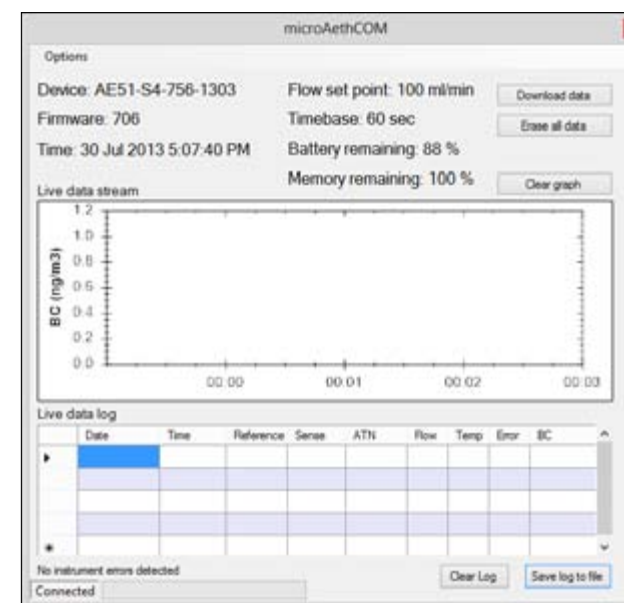 microAethCOM
Options
Device: AE51-S4-756-1303
Flow set point: 100 ml/min
Download data
Firmware: 706
Timebase: 60 sec
Erase all data
Time: 30 Jul 2013 5:07:40 PM
Battery remaining: 88 %
Memory remaining: 100 %
Clear graph
Live data stream
BC (ng/m3)
1.2
1.0
0.8
0.6
0.4
0.2
0.0
00:00 00:01 00:02 00:03
Live data log
Date Time Reference Sense ATN Flow Temp Error BC
No instrument errors detected
Clear Log
Save log to file
Connected